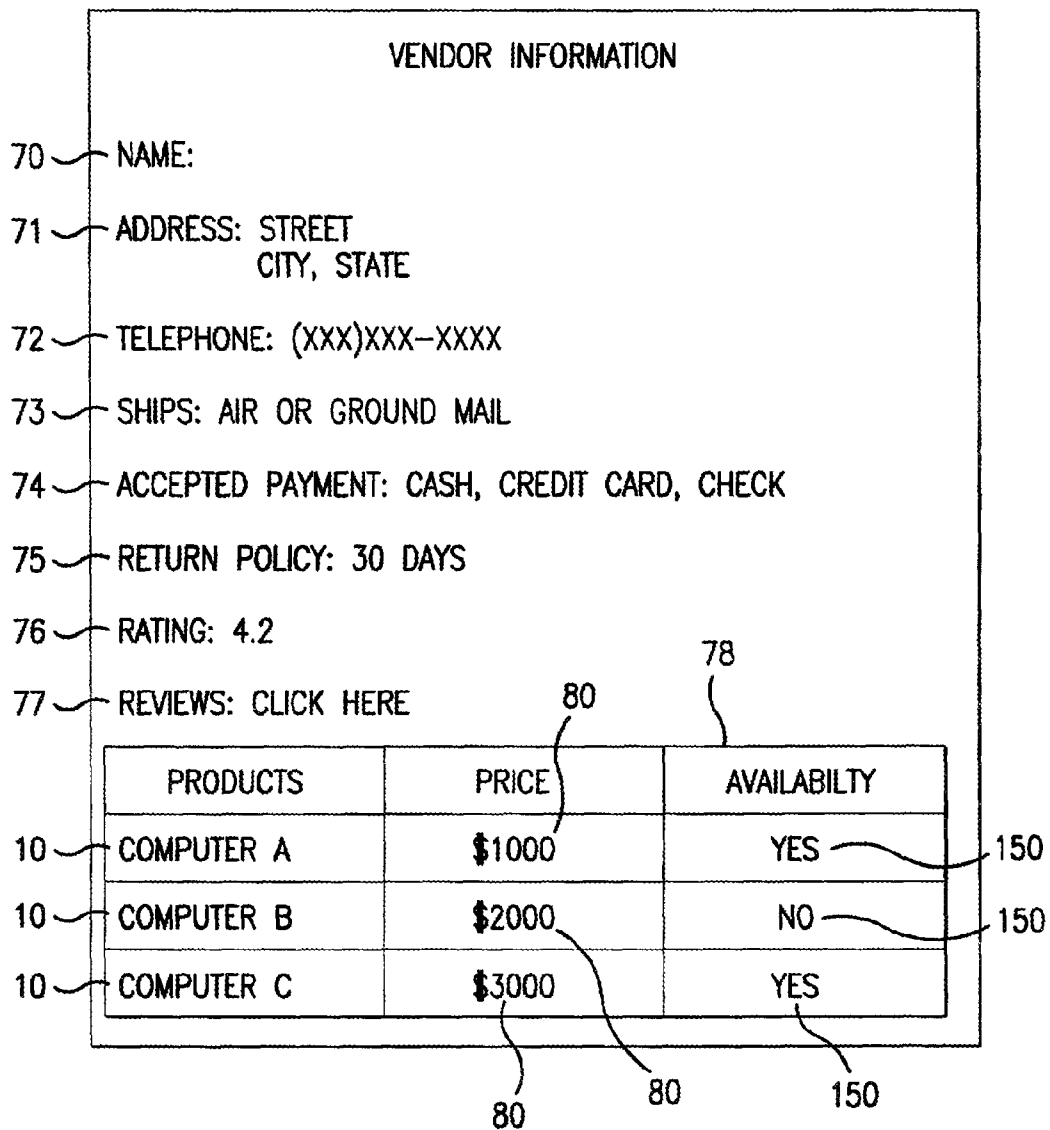 VENDOR INFORMATION
70 NAME:
71 ADDRESS: STREET
CITY, STATE
72 TELEPHONE: (XXX)XXX-XXXX
73 SHIPS: AIR OR GROUND MAIL
74 ACCEPTED PAYMENT: CASH, CREDIT CARD, CHECK
75 RETURN POLICY: 30 DAYS
76 RATING: 4.2
78
77 REVIEWS: CLICK HERE 80
PRODUCTS PRICE AVAILABILTY
10 COMPUTER A $1000 YES 150
10 COMPUTER B $2000 NO 150
10 COMPUTER C $3000 YES
80 80 150